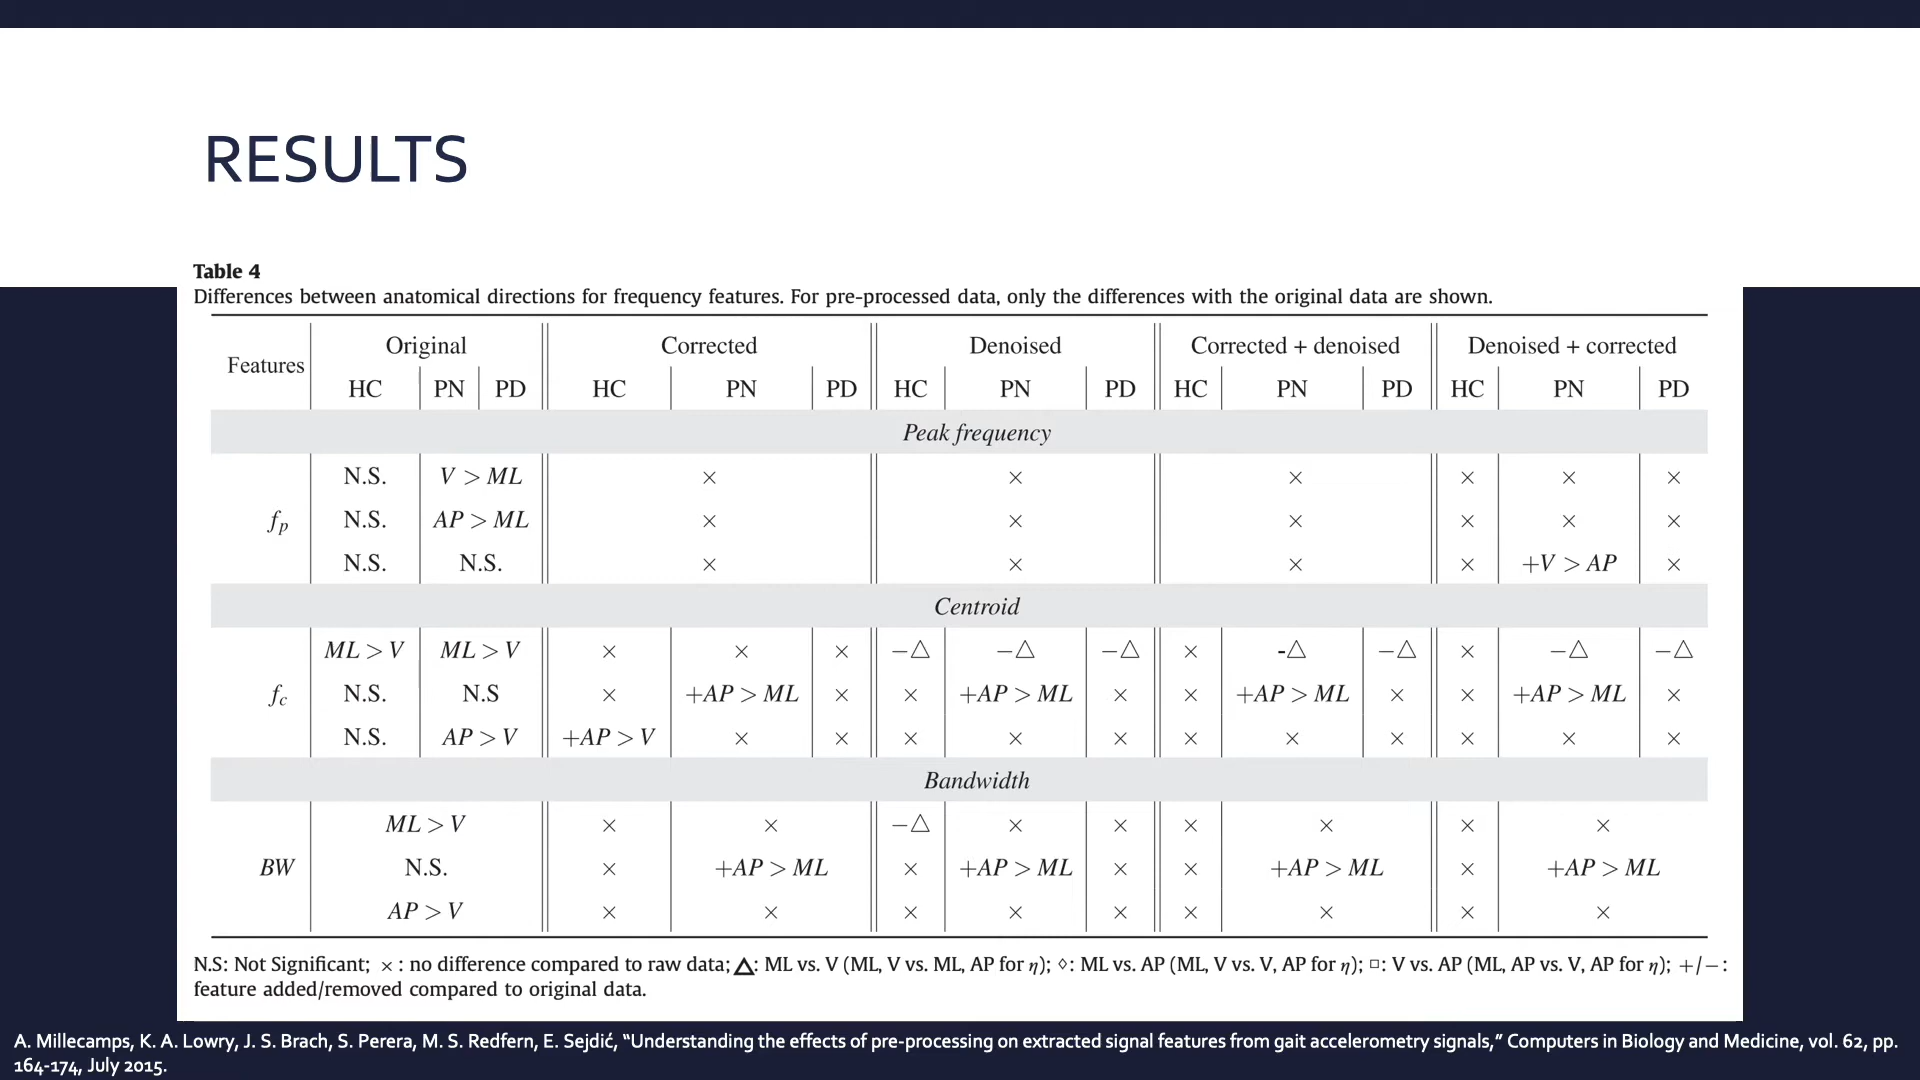 RESULTS
Table 4
Differences between anatomical directions for frequency features. For pre-processed data, only the differences with the original data are shown.
Features Original Corrected Denoised Corrected + denoised Denoised + corrected
HC PN PD HC PN PD HC PN PD HC PN PD HC PN PD
Peak frequency
N.S. V > ML × × × × × ×
fp N.S. AP > ML × × × × × ×
N.S. N.S. × × × × +V > AP ×
Centroid
ML > V ML > V × × × −△ −△ −△ × -△ −△ × −△ −△
fc N.S. N.S × +AP > ML × × +AP > ML × × +AP > ML × × +AP > ML ×
N.S. AP > V +AP > V × × × × × × × × × × ×
Bandwidth
ML > V × × −△ × × × × × ×
BW N.S. × +AP > ML × +AP > ML × × +AP > ML × +AP > ML
AP > V × × × × × × × × ×
N.S: Not Significant; × : no difference compared to raw data; △: ML vs. V (ML, V vs. ML, AP for η); ◊: ML vs. AP (ML, V vs. V, AP for η); □: V vs. AP (ML, AP vs. V, AP for η); +/−:
feature added/removed compared to original data.
A. Millecamps, K. A. Lowry, J. S. Brach, S. Perera, M. S. Redfern, E. Sejdić, “Understanding the effects of pre-processing on extracted signal features from gait accelerometry signals,” Computers in Biology and Medicine, vol. 62, pp.
164-174, July 2015.